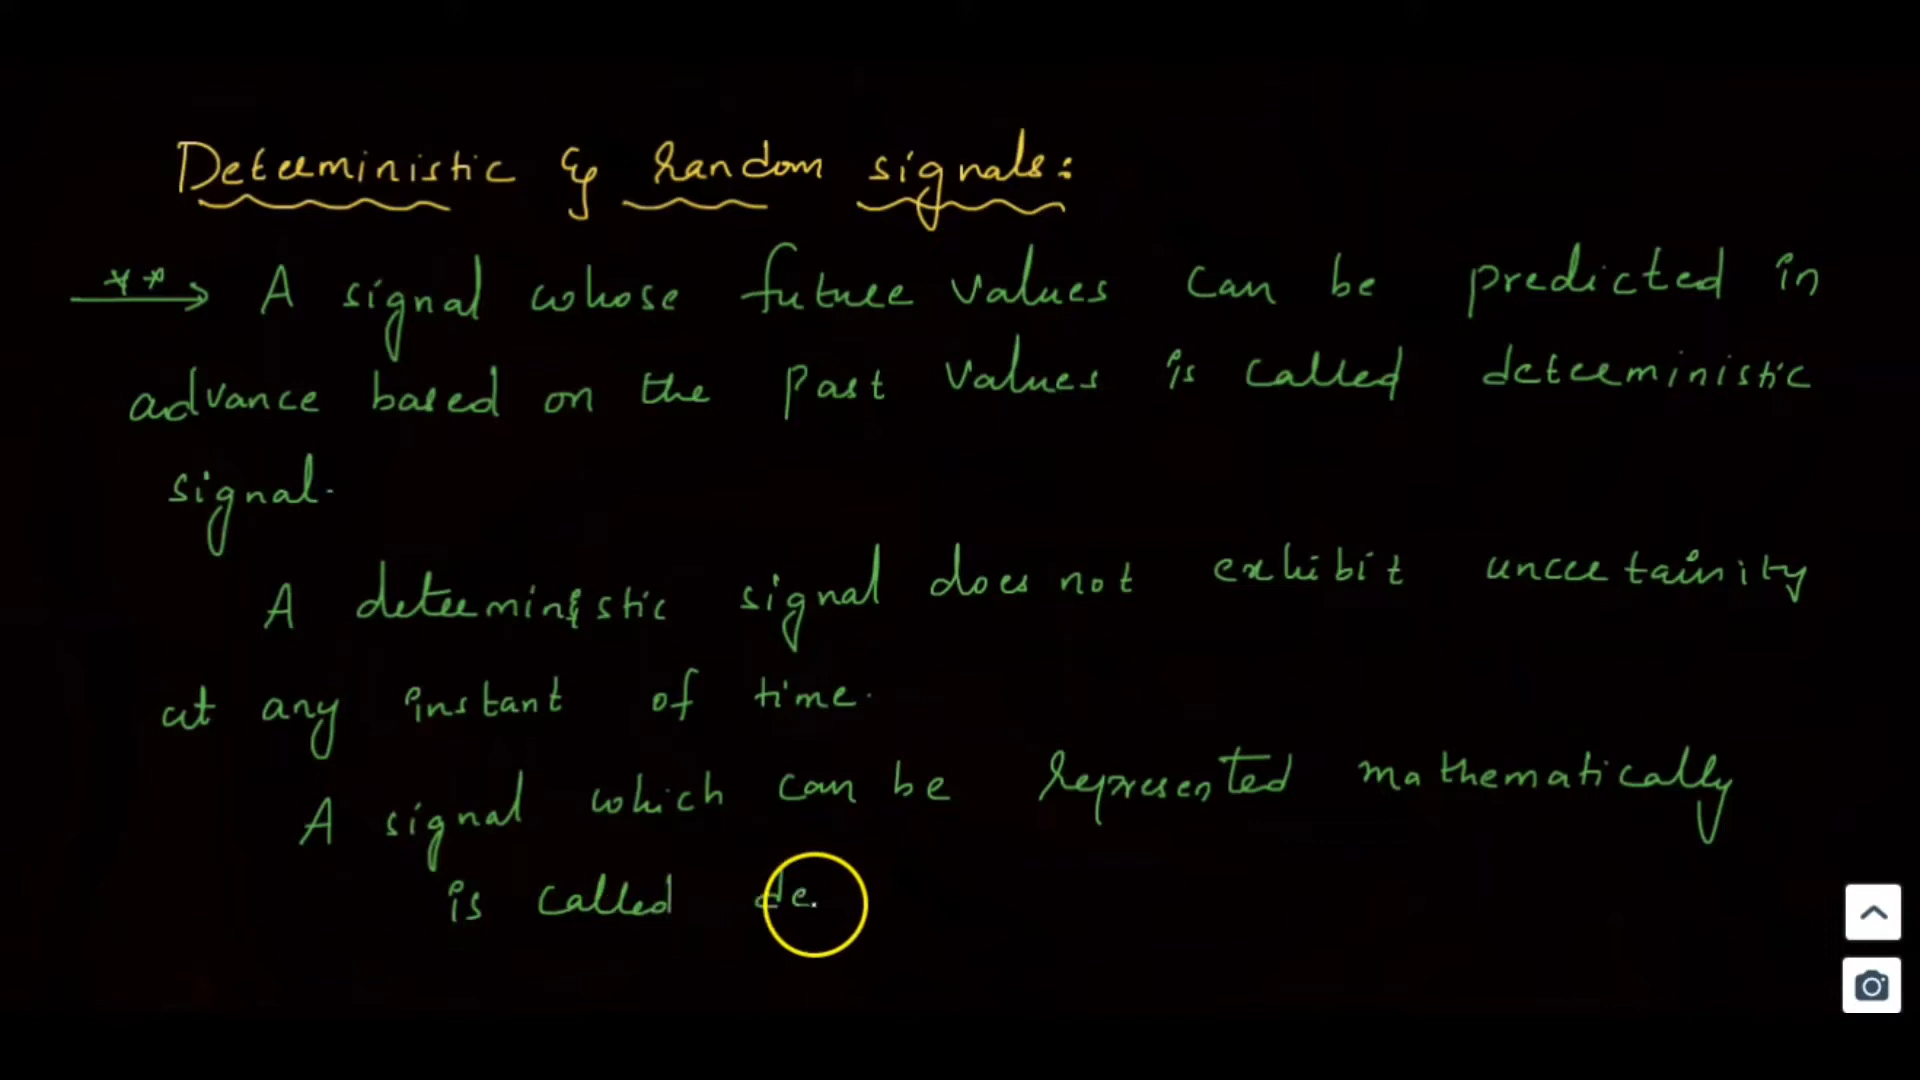 Deterministic & Random signals:
** → A signal whose future values can be predicted in
advance based on the past values is called deterministic
signal.
A deterministic signal does not exhibit uncertainity
at any instant of time.
A signal which can be represented mathematically
is called de.